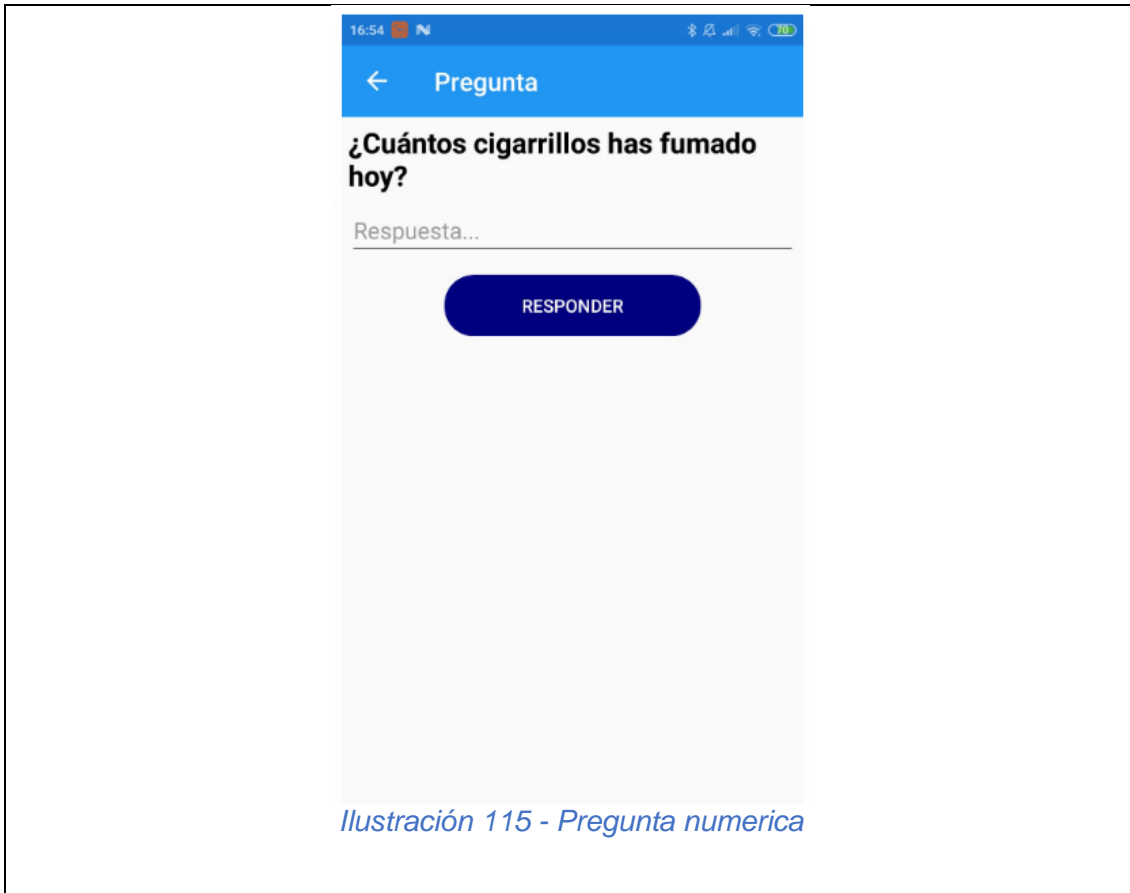 16:54
Pregunta
¿Cuántos cigarrillos has fumado
hoy?
Respuesta...
RESPONDER
Ilustración 115 - Pregunta numerica